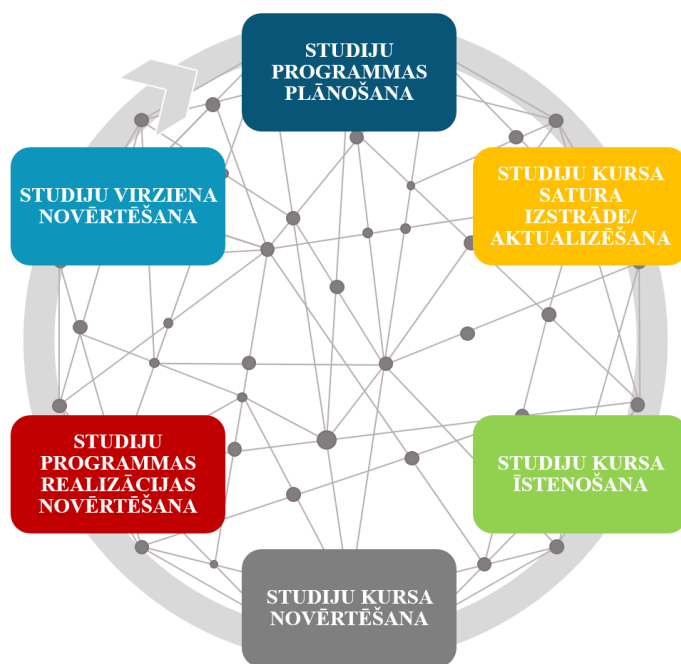 STUDIJU
PROGRAMMAS
PLĀNOŠANA
STUDIJU KURSA
SATURA
IZSTRĀDE/
AKTUALIZĒŠANA
STUDIJU KURSA
ĪSTENOŠANA
STUDIJU KURSA
NOVĒRTĒŠANA
STUDIJU
PROGRAMMAS
REALIZĀCIJAS
NOVĒRTĒŠANA
STUDIJU VIRZIENA
NOVĒRTĒŠANA